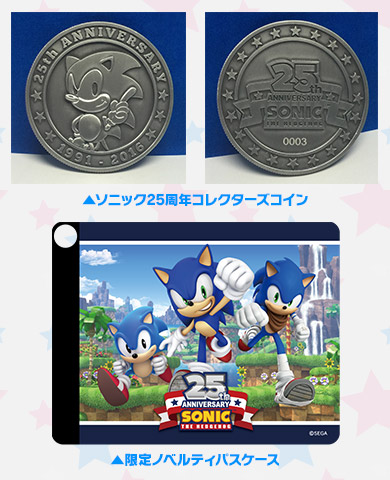 25th ANNIVERSARY
1991 - 2016
25th
ANNIVERSARY
SONIC
THE HEDGEHOG
0003
▲ソニック25周年コレクターズコイン
25th
ANNIVERSARY
SONIC
THE HEDGEHOG
©SEGA
▲限定ノベルティパスケース